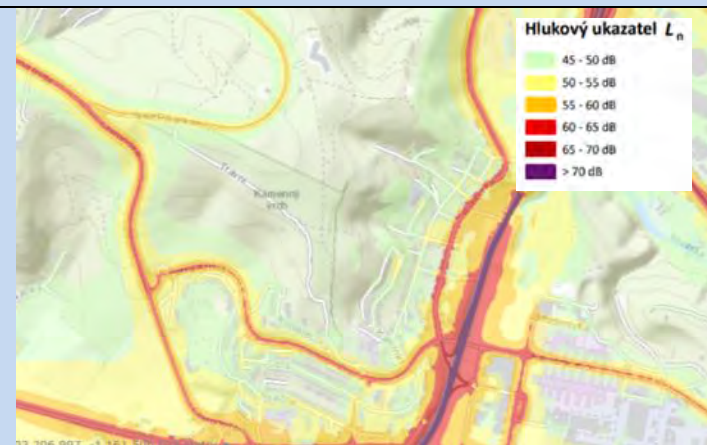 Hlukový ukazatel Ln
45 - 50 dB
50 - 55 dB
55 - 60 dB
60 - 65 dB
65 - 70 dB
> 70 dB
Travní
Kamenný
vrch